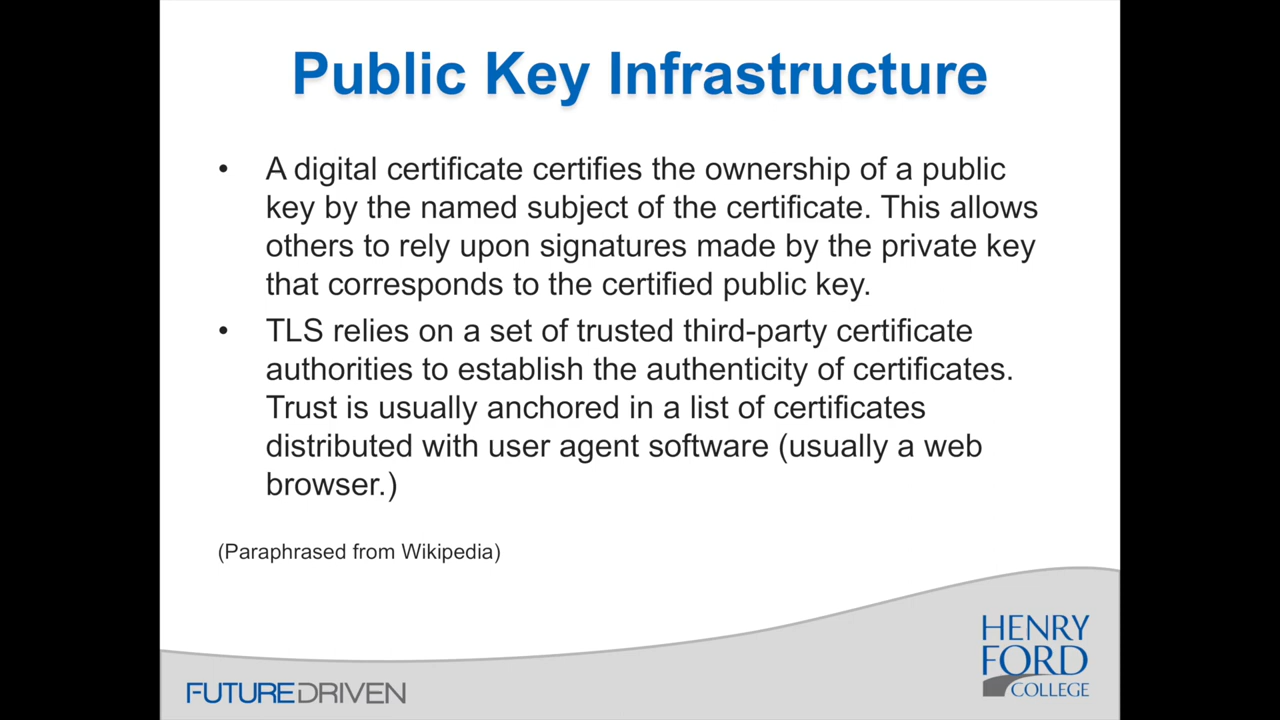 Public Key Infrastructure
• A digital certificate certifies the ownership of a public
key by the named subject of the certificate. This allows
others to rely upon signatures made by the private key
that corresponds to the certified public key.
• TLS relies on a set of trusted third-party certificate
authorities to establish the authenticity of certificates.
Trust is usually anchored in a list of certificates
distributed with user agent software (usually a web
browser.)
(Paraphrased from Wikipedia)
HENRY
FORD
COLLEGE
FUTUREDRIVEN